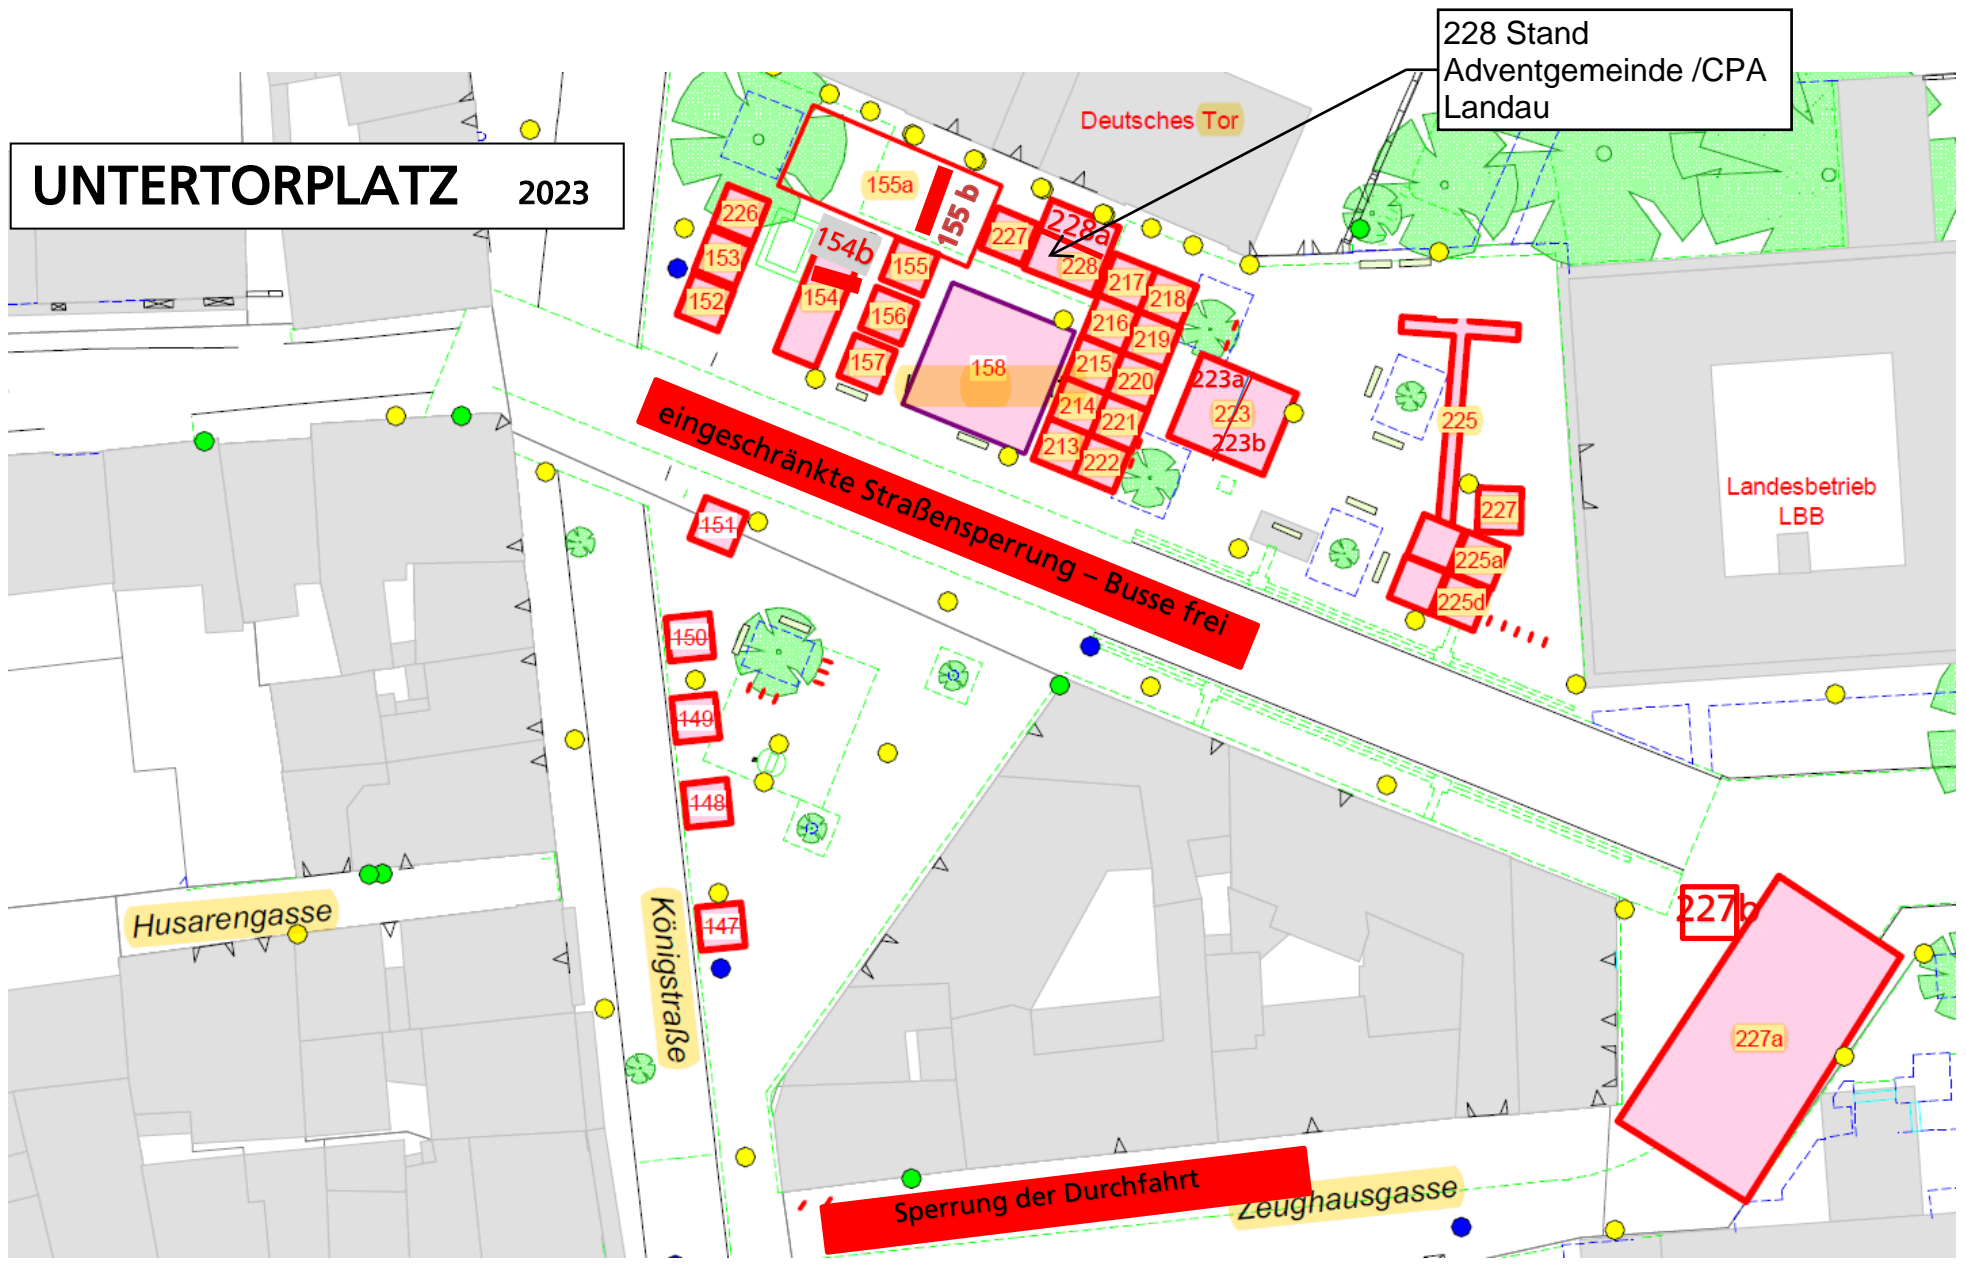 228 Stand
Adventgemeinde /CPA
Landau
Deutsches Tor
UNTERTORPLATZ 2023
155a
155 b
226
227
228a
154b
153
155
228
217
218
152
154
156
216
219
157
158
215
220
223a
214
221
223
225
213
222
223b
eingeschränkte Straßensperrung – Busse frei
Landesbetrieb
LBB
227
151
225a
225d
150
149
148
147
Husarengasse
Königstraße
227b
227a
Sperrung der Durchfahrt
Zeughausgasse